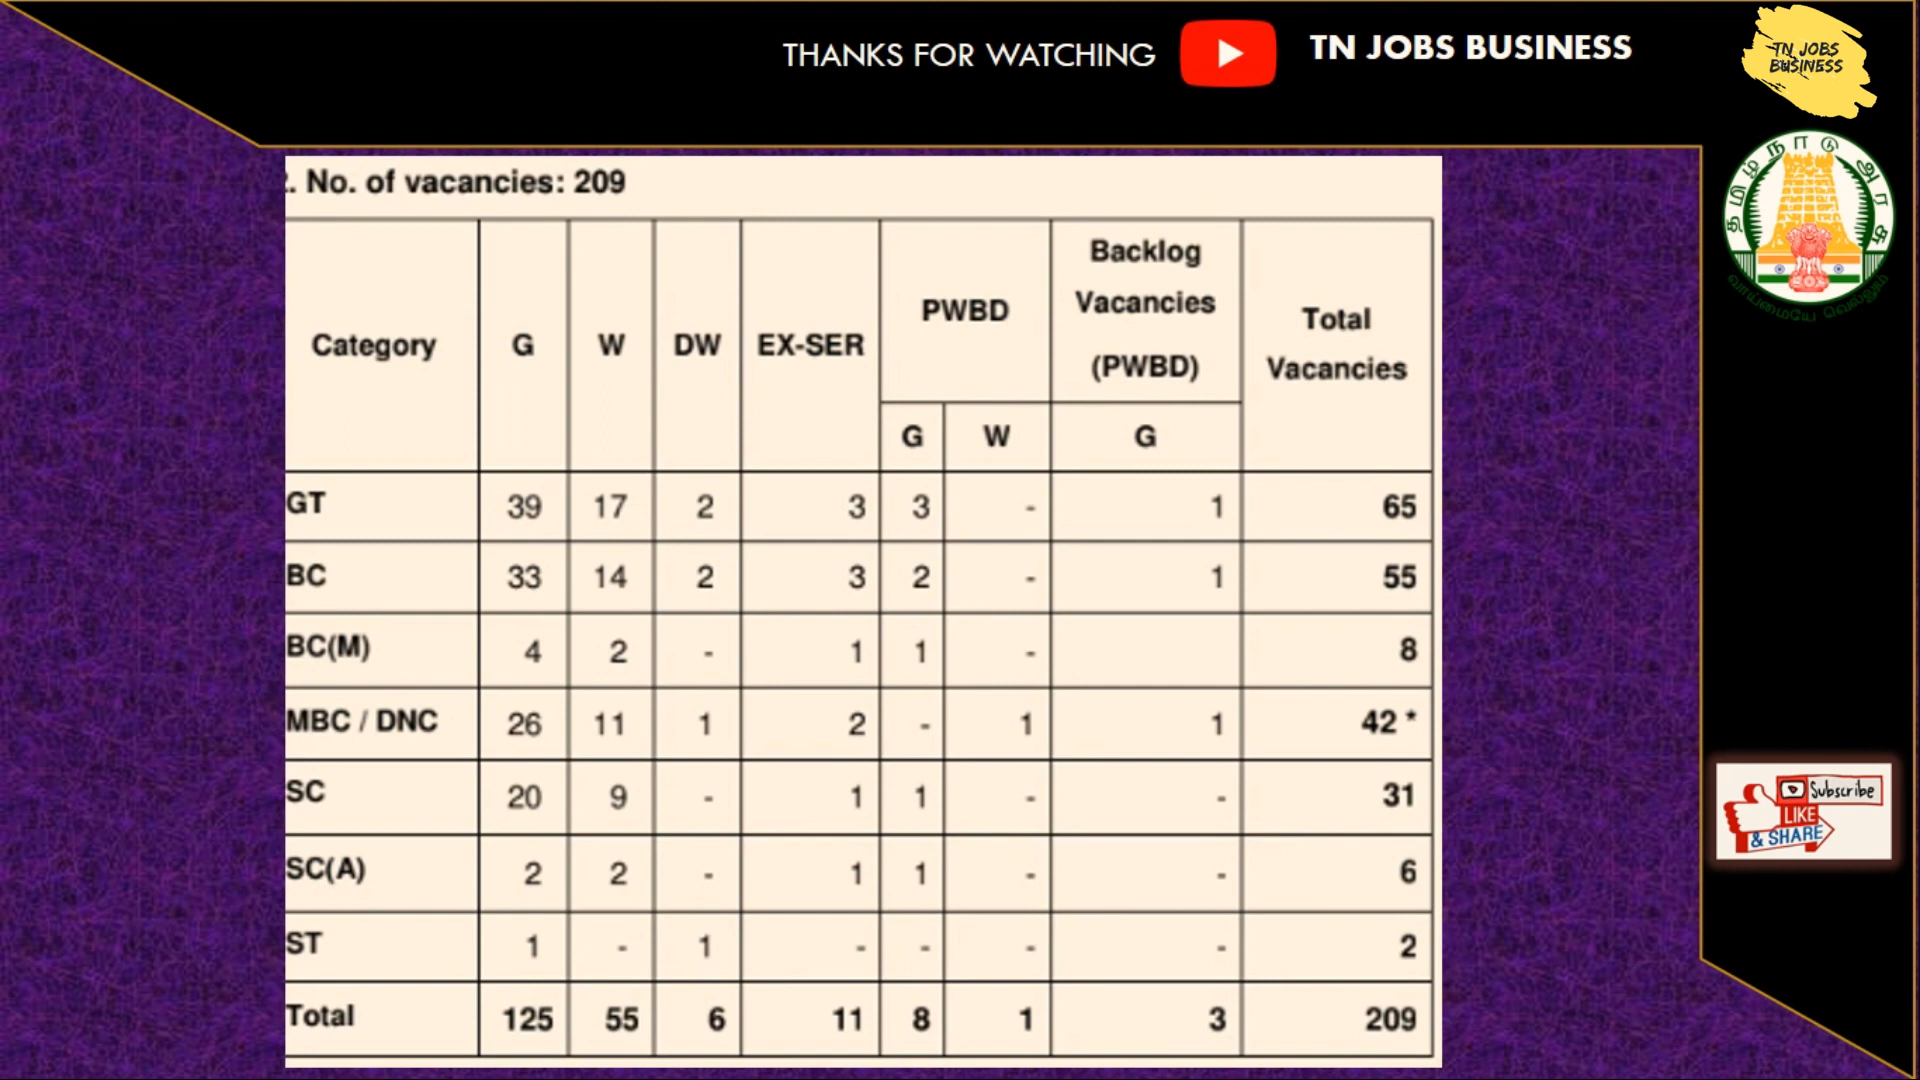 THANKS FOR WATCHING TN JOBS BUSINESS
TN JOBS
BUSINESS
தமிழ்நாடு அரசு
வாய்மையே வெல்லும்
. No. of vacancies: 209
Category G W DW EX-SER PWBD Backlog Vacancies (PWBD) Total Vacancies
G W G
GT 39 17 2 3 3 - 1 65
BC 33 14 2 3 2 - 1 55
BC(M) 4 2 - 1 1 - 8
MBC / DNC 26 11 1 2 - 1 1 42 *
SC 20 9 - 1 1 - - 31
SC(A) 2 2 - 1 1 - - 6
ST 1 - 1 - - - - 2
Total 125 55 6 11 8 1 3 209
Subscribe
LIKE
& SHARE